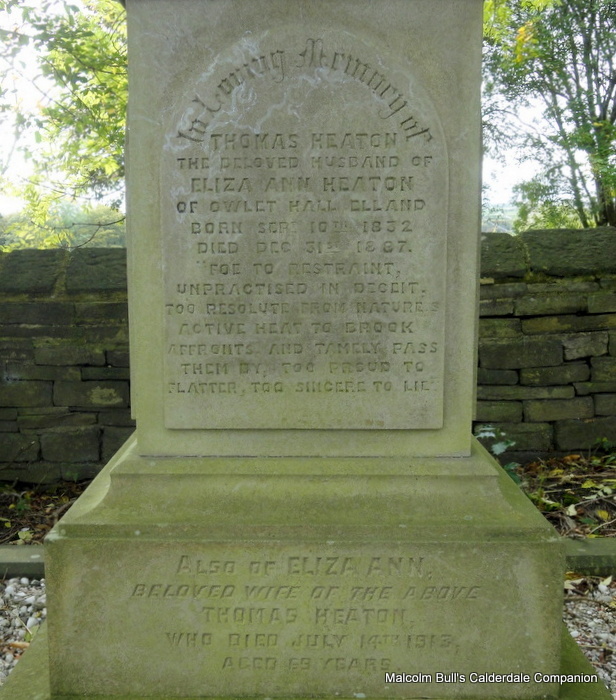 In Loving Memory of
THOMAS HEATON
THE BELOVED HUSBAND OF
ELIZA ANN HEATON
OF OWLET HALL ELLAND
BORN SEPT 10TH 1832
DIED DEC 31ST 1887.
"FOE TO RESTRAINT,
UNPRACTISED IN DECEIT.
TOO RESOLUTE FROM NATURE'S
ACTIVE HEAT TO BROOK
AFFRONTS AND TAMELY PASS
THEM BY, TOO PROUD TO
FLATTER, TOO SINCERE TO LIE"
ALSO OF ELIZA ANN,
BELOVED WIFE OF THE ABOVE
THOMAS HEATON,
WHO DIED JULY 14TH 1913,
AGED 69 YEARS
Malcolm Bull's Calderdale Companion